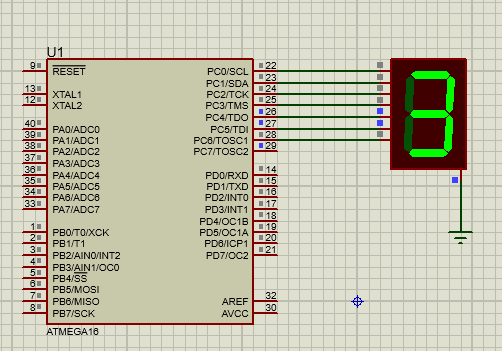 U1
9 RESET
13 XTAL1
12 XTAL2
40 PA0/ADC0
39 PA1/ADC1
38 PA2/ADC2
37 PA3/ADC3
36 PA4/ADC4
35 PA5/ADC5
34 PA6/ADC6
33 PA7/ADC7
1 PB0/T0/XCK
2 PB1/T1
3 PB2/AIN0/INT2
4 PB3/AIN1/OC0
5 PB4/SS
6 PB5/MOSI
7 PB6/MISO
8 PB7/SCK
PC0/SCL 22
PC1/SDA 23
PC2/TCK 24
PC3/TMS 25
PC4/TDO 26
PC5/TDI 27
PC6/TOSC1 28
PC7/TOSC2 29
PD0/RXD 14
PD1/TXD 15
PD2/INT0 16
PD3/INT1 17
PD4/OC1B 18
PD5/OC1A 19
PD6/ICP1 20
PD7/OC2 21
AREF 32
AVCC 30
ATMEGA16
3